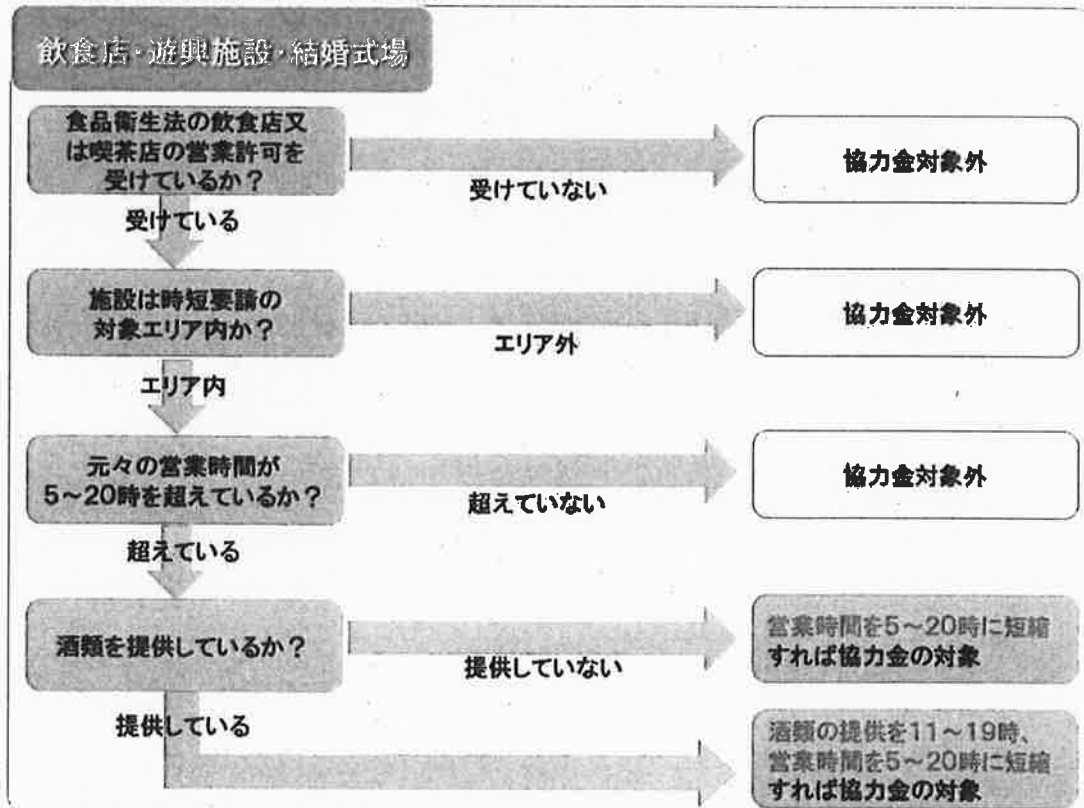 飲食店・遊興施設・結婚式場
食品衛生法の飲食店又
は喫茶店の営業許可を
受けているか？
受けていない
協力金対象外
受けている
施設は時短要請の
対象エリア内か？
エリア外
協力金対象外
エリア内
元々の営業時間が
5～20時を超えているか？
超えていない
協力金対象外
超えている
酒類を提供しているか？
提供していない
営業時間を5～20時に短縮
すれば協力金の対象
提供している
酒類の提供を11～19時、
営業時間を5～20時に短縮
すれば協力金の対象